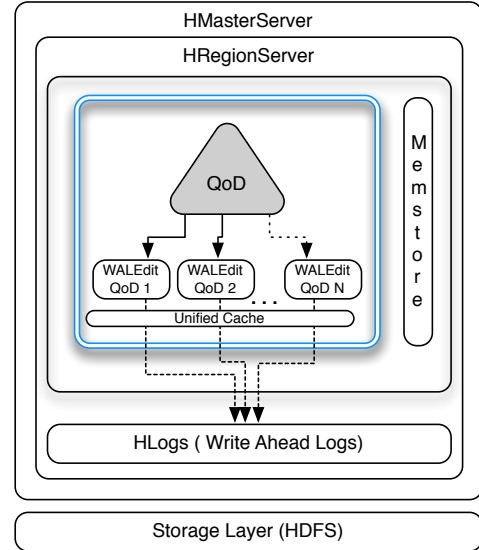 HMasterServer
HRegionServer
QoD
WALEdit
QoD 1
WALEdit
QoD 2
. . .
WALEdit
QoD N
Unified Cache
M
e
m
s
t
o
r
e
HLogs ( Write Ahead Logs)
Storage Layer (HDFS)